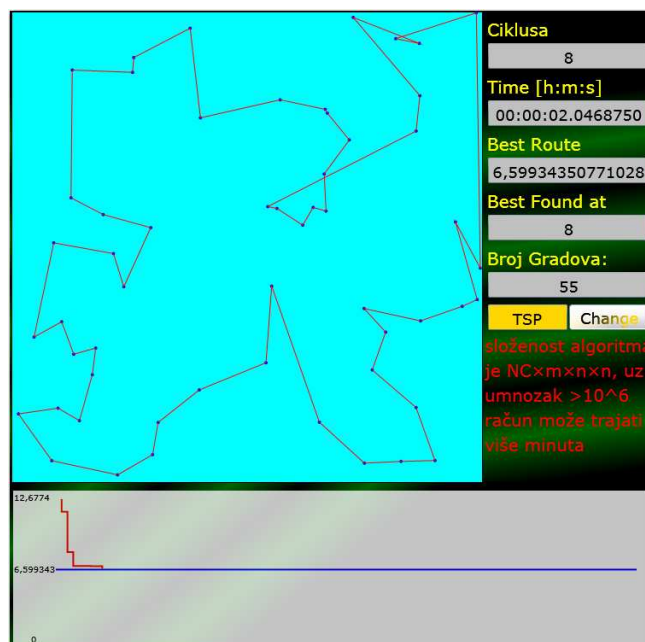 Ciklusa
8
Time [h:m:s]
00:00:02.0468750
Best Route
6,59934350771028
Best Found at
8
Broj Gradova:
55
TSP Change
složenost algoritma
je NC×m×n×n, uz
umnozak >10^6
račun može trajati
više minuta
12,6774
6,599343
0